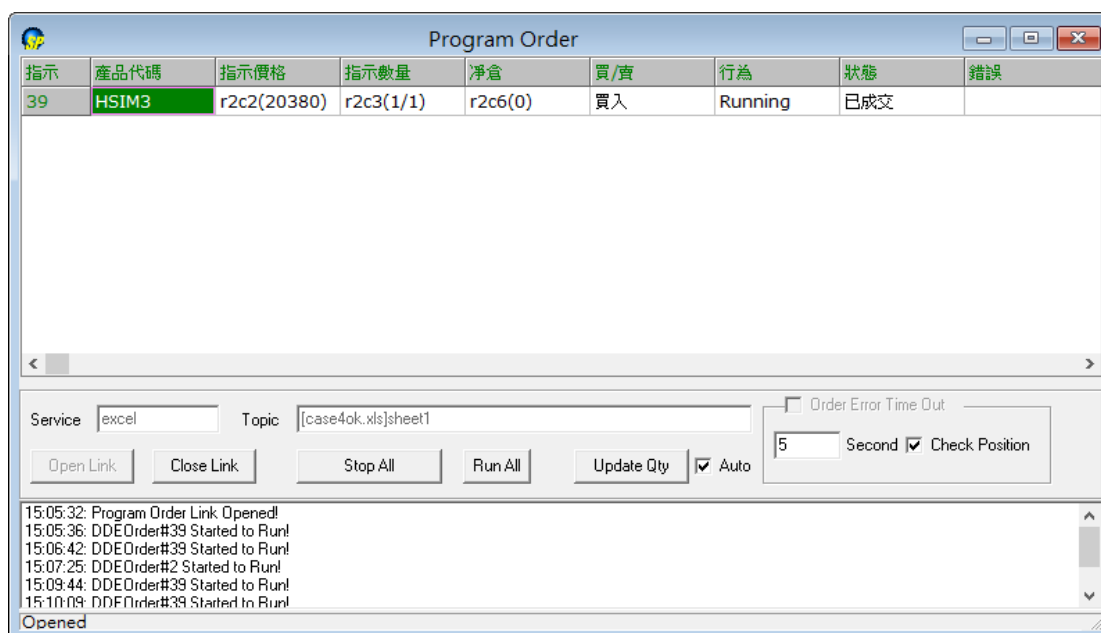 Program Order
指示 產品代碼 指示價格 指示數量 淨倉 買/賣 行為 狀態 錯誤
39 HSIM3 r2c2(20380) r2c3(1/1) r2c6(0) 買入 Running 已成交
Order Error Time Out
Service excel Topic [case4ok.xls]sheet1
5 Second Check Position
Open Link Close Link Stop All Run All Update Qty Auto
15:05:32: Program Order Link Opened!
15:05:36: DDEOrder#39 Started to Run!
15:06:42: DDEOrder#39 Started to Run!
15:07:25: DDEOrder#2 Started to Run!
15:09:44: DDEOrder#39 Started to Run!
15:10:09: DDEOrder#39 Started to Run!
Opened